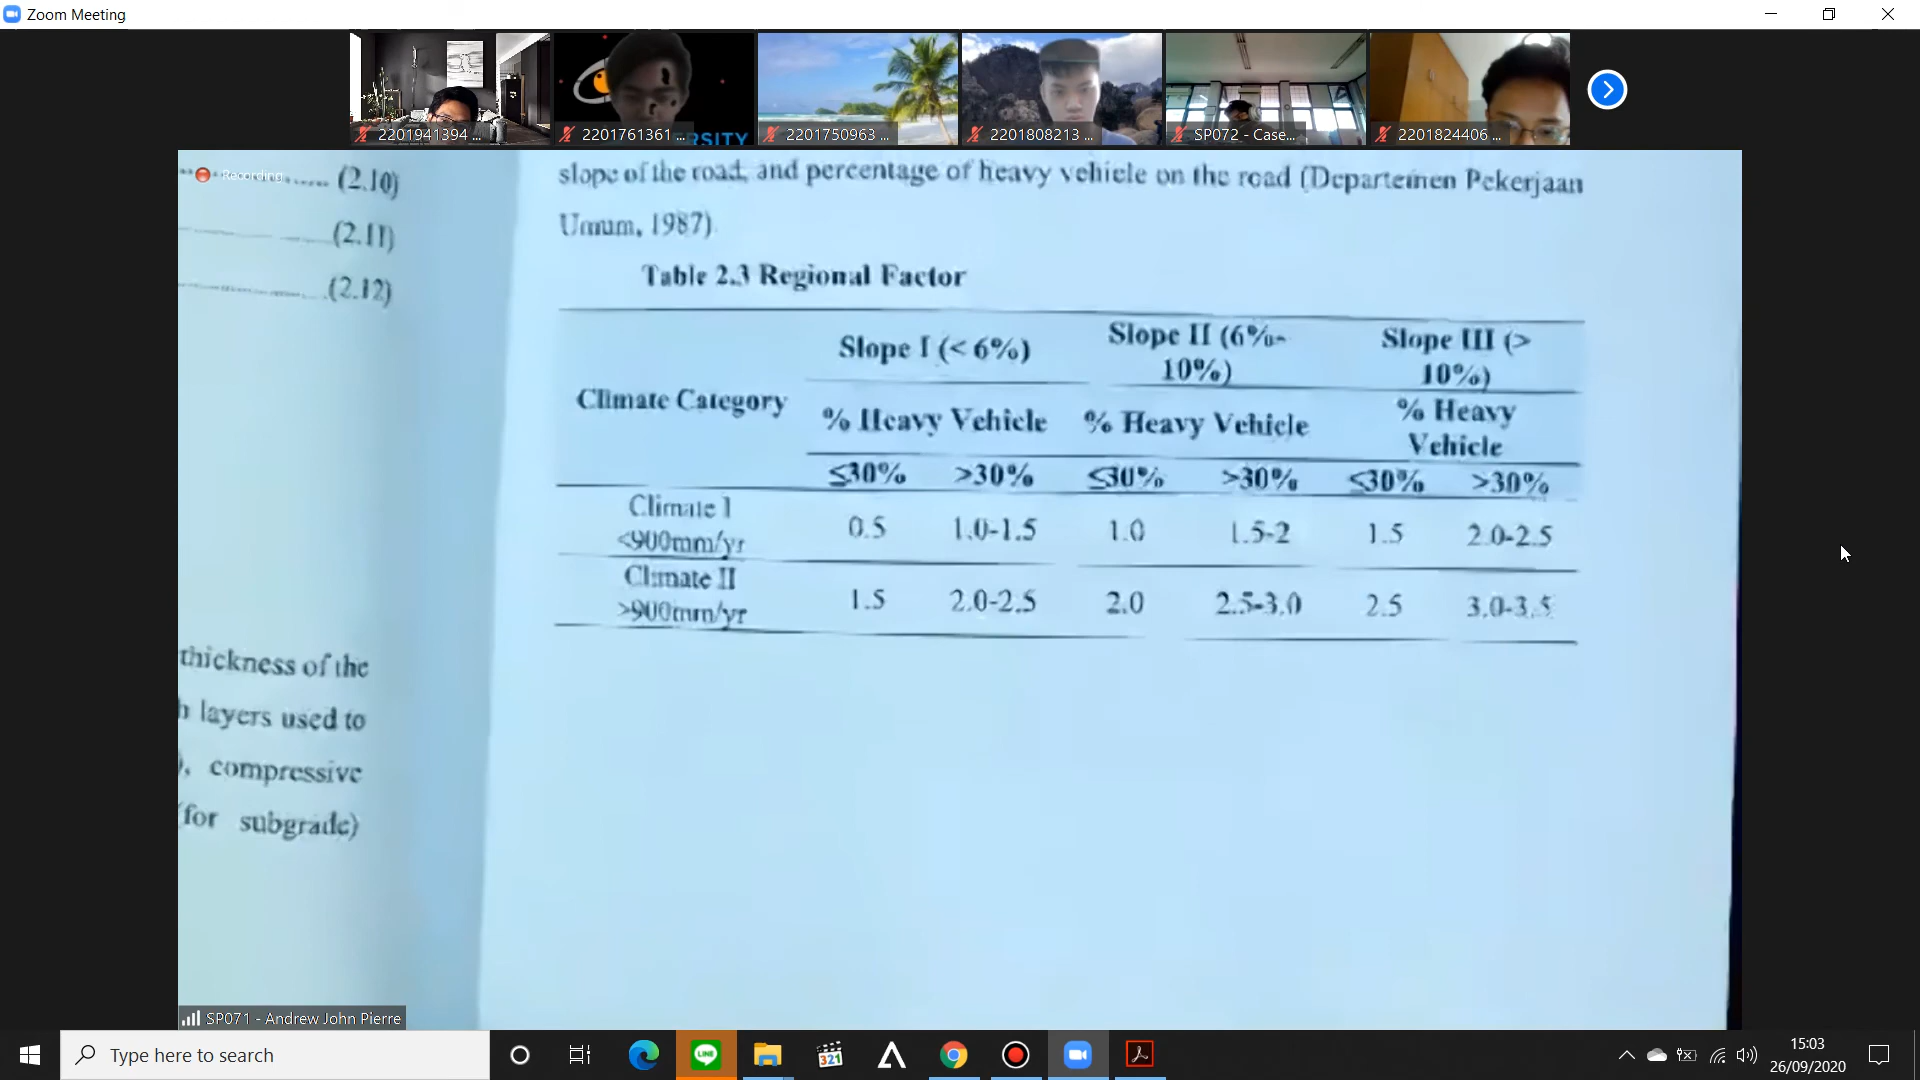 Zoom Meeting
2201941394 ...
2201761361 ...
RSITY
2201750963 ...
2201808213 ...
SP072 - Case...
2201824406 ...
Recording
(2.10)
(2.11)
(2.12)
thickness of the
layers used to
compressive
(for subgrade)
slope of the road, and percentage of heavy vehicle on the road (Departemen Pekerjaan
Umum, 1987)
Table 2.3 Regional Factor
Climate Category
Slope I (< 6%)
Slope II (6%-
10%)
Slope III (>
10%)
% Heavy Vehicle
% Heavy Vehicle
% Heavy
Vehicle
≤30% >30% ≤30% >30% ≤30% >30%
Climate I
<900mm/yr
0.5 1.0-1.5 1.0 1.5-2 1.5 2.0-2.5
Climate II
>900mm/yr
1.5 2.0-2.5 2.0 2.5-3.0 2.5 3.0-3.5
SP071 - Andrew John Pierre
Type here to search
LINE
321
15:03
26/09/2020